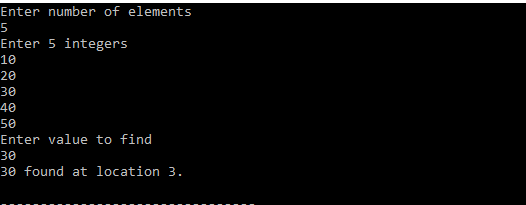 Enter number of elements
5
Enter 5 integers
10
20
30
40
50
Enter value to find
30
30 found at location 3.
--------------------------------